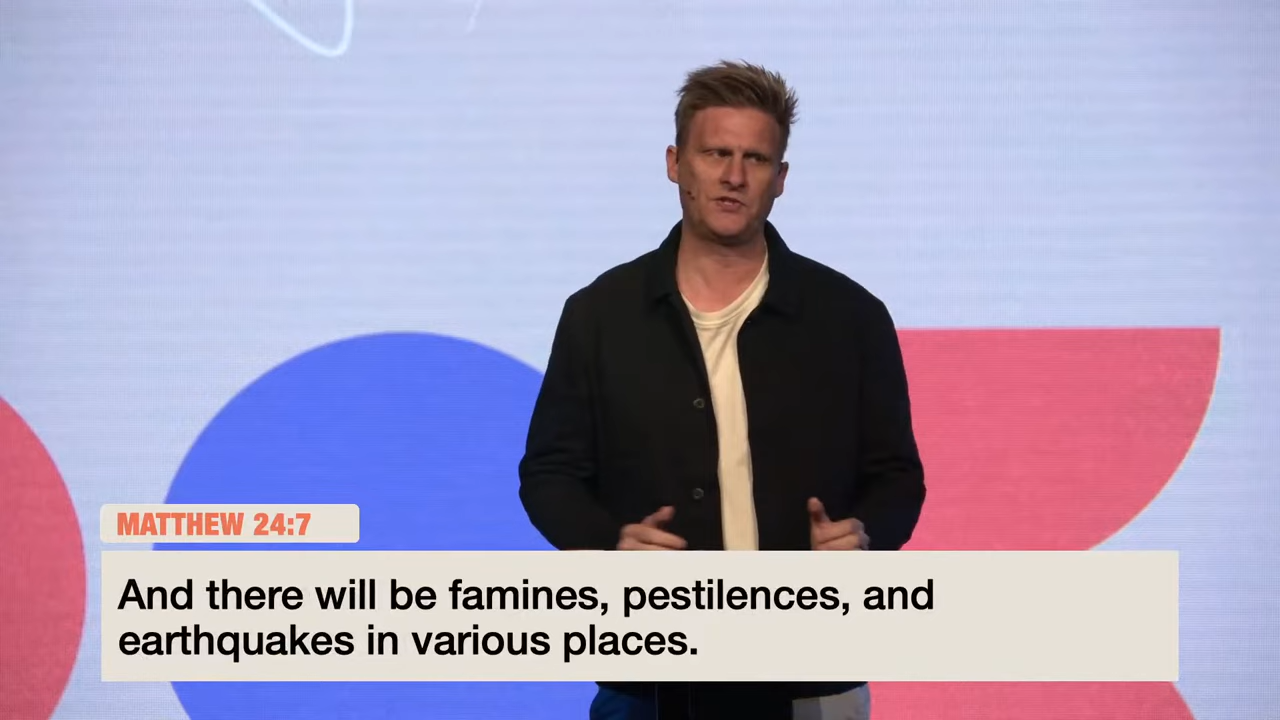 MATTHEW 24:7
And there will be famines, pestilences, and
earthquakes in various places.